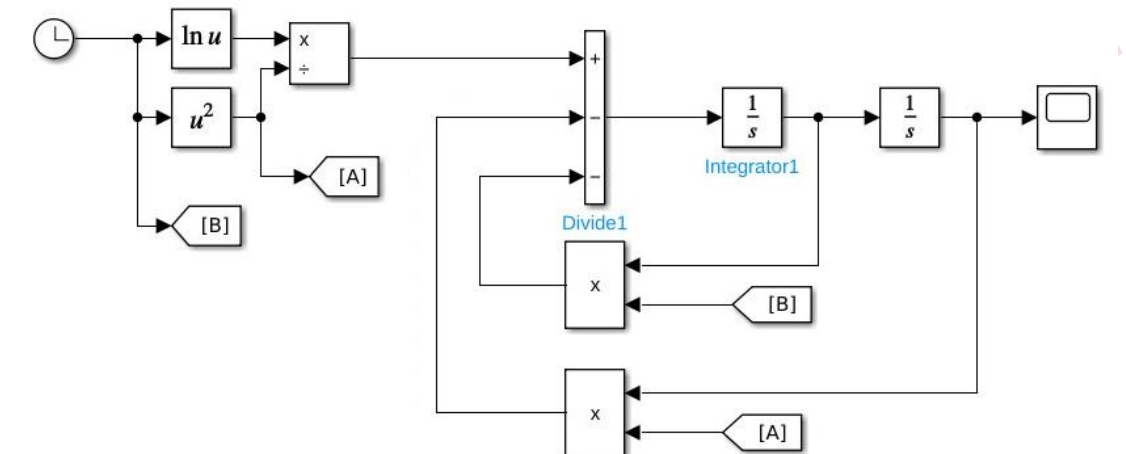 ln u
x
÷
u²
[A]
[B]
+
−
−
1
s
Integrator1
1
s
Divide1
x
[B]
x
[A]